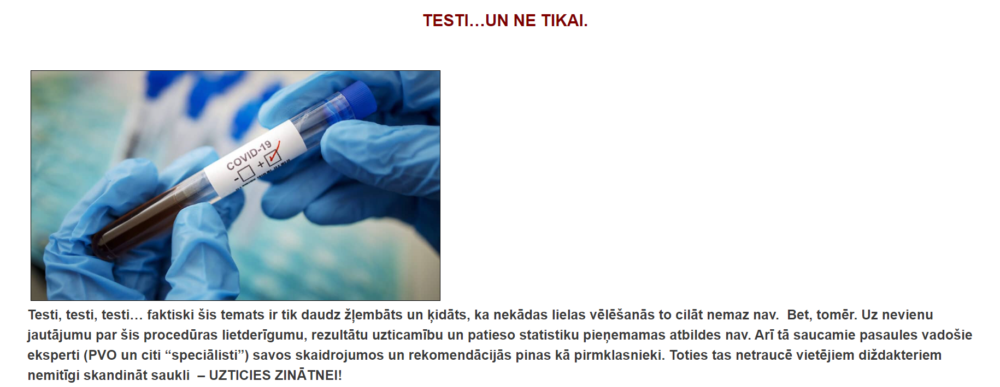 TESTI…UN NE TIKAI.
COVID-19
- +
Testi, testi, testi… faktiski šis temats ir tik daudz žļembāts un ķidāts, ka nekādas lielas vēlēšanās to cilāt nemaz nav.  Bet, tomēr. Uz nevienu
jautājumu par šis procedūras lietderīgumu, rezultātu uzticamību un patieso statistiku pieņemamas atbildes nav. Arī tā saucamie pasaules vadošie
eksperti (PVO un citi “speciālisti”) savos skaidrojumos un rekomendācijās pinas kā pirmklasnieki. Toties tas netraucē vietējiem diždakteriem
nemitīgi skandināt saukli  – UZTICIES ZINĀTNEI!